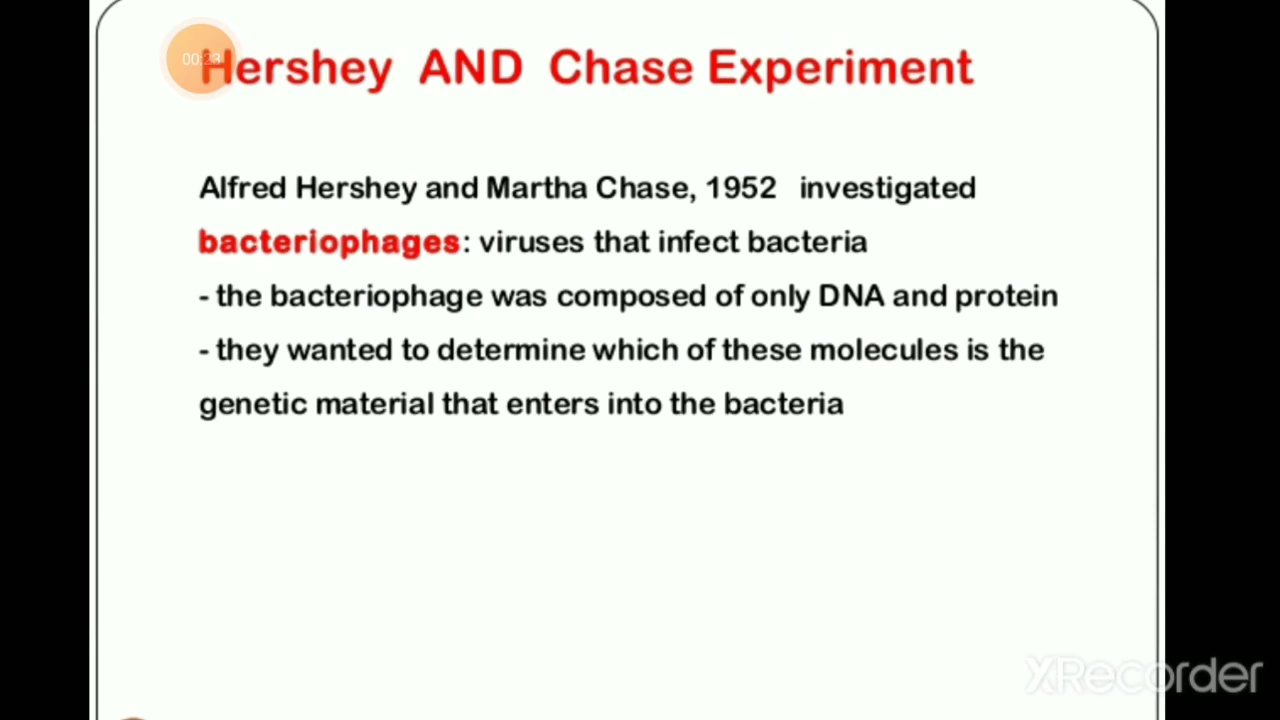 00:23
Hershey AND Chase Experiment
Alfred Hershey and Martha Chase, 1952 investigated
bacteriophages: viruses that infect bacteria
- the bacteriophage was composed of only DNA and protein
- they wanted to determine which of these molecules is the
genetic material that enters into the bacteria
XRecorder